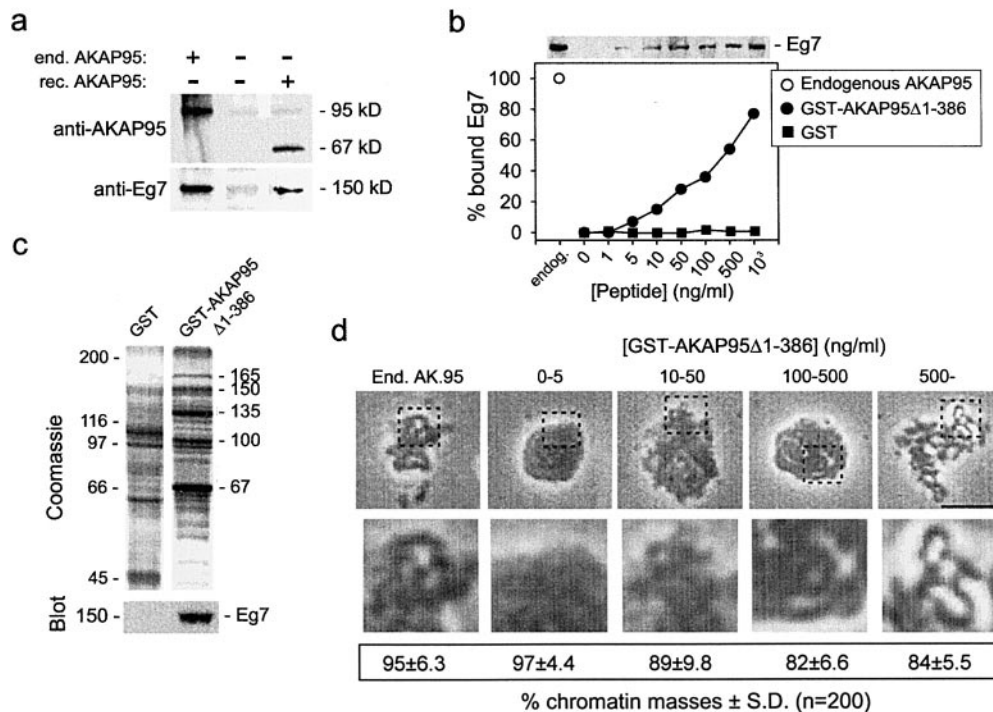 a
end. AKAP95: + – –
rec. AKAP95: – – +
anti-AKAP95
- 95 kD
- 67 kD
anti-Eg7
- 150 kD
b
- Eg7
% bound Eg7
100
80
60
40
20
0
endog.
0
1
5
10
50
100
500
10³
[Peptide] (ng/ml)
Endogenous AKAP95
GST-AKAP95Δ1-386
GST
c
GST
GST-AKAP95
Δ1-386
Coomassie
200 -
116 -
97 -
66 -
45 -
- 165
- 150
- 135
- 100
- 67
Blot
150 -
- Eg7
d
[GST-AKAP95Δ1-386] (ng/ml)
End. AK.95 0-5 10-50 100-500 500-
95±6.3 97±4.4 89±9.8 82±6.6 84±5.5
% chromatin masses ± S.D. (n=200)